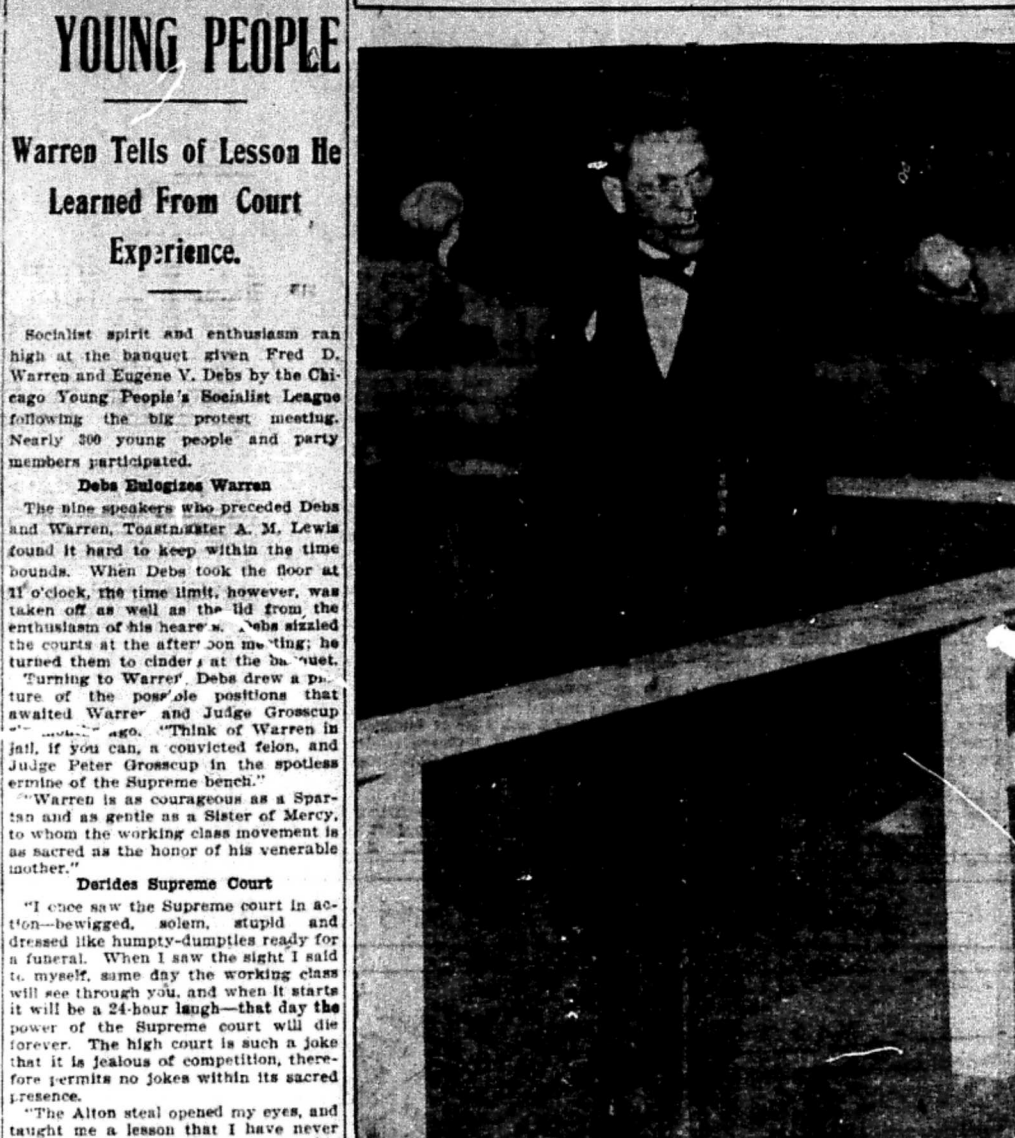 YOUNG PEOPLE
Warren Tells of Lesson He
Learned From Court
Experience.
Socialist spirit and enthusiasm ran
high at the banquet given Fred D.
Warren and Eugene V. Debs by the Chi-
cago Young People's Socialist League
following the big protest meeting.
Nearly 300 young people and party
members participated.
Debs Eulogizes Warren
The nine speakers who preceded Debs
and Warren, Toastmaster A. M. Lewis
found it hard to keep within the time
bounds. When Debs took the floor at
11 o'clock, the time limit, however, was
taken off as well as the lid from the
enthusiasm of his hearers. Debs sizzled
the courts at the afternoon meeting; he
turned them to cinders at the banquet.
Turning to Warren, Debs drew a pic-
ture of the possible positions that
awaited Warren and Judge Grosscup
ago. "Think of Warren in
jail, if you can, a convicted felon, and
Judge Peter Grosscup in the spotless
ermine of the Supreme bench."
"Warren is as courageous as a Spar-
tan and as gentle as a Sister of Mercy,
to whom the working class movement is
as sacred as the honor of his venerable
mother."
Derides Supreme Court
"I once saw the Supreme court in ac-
tion—bewigged, solem, stupid and
dressed like humpty-dumpties ready for
a funeral. When I saw the sight I said
to myself, same day the working class
will see through you, and when it starts
it will be a 24-hour laugh—that day the
power of the Supreme court will die
forever. The high court is such a joke
that it is jealous of competition, there-
fore permits no jokes within its sacred
presence.
"The Alton steal opened my eyes, and
taught me a lesson that I have never